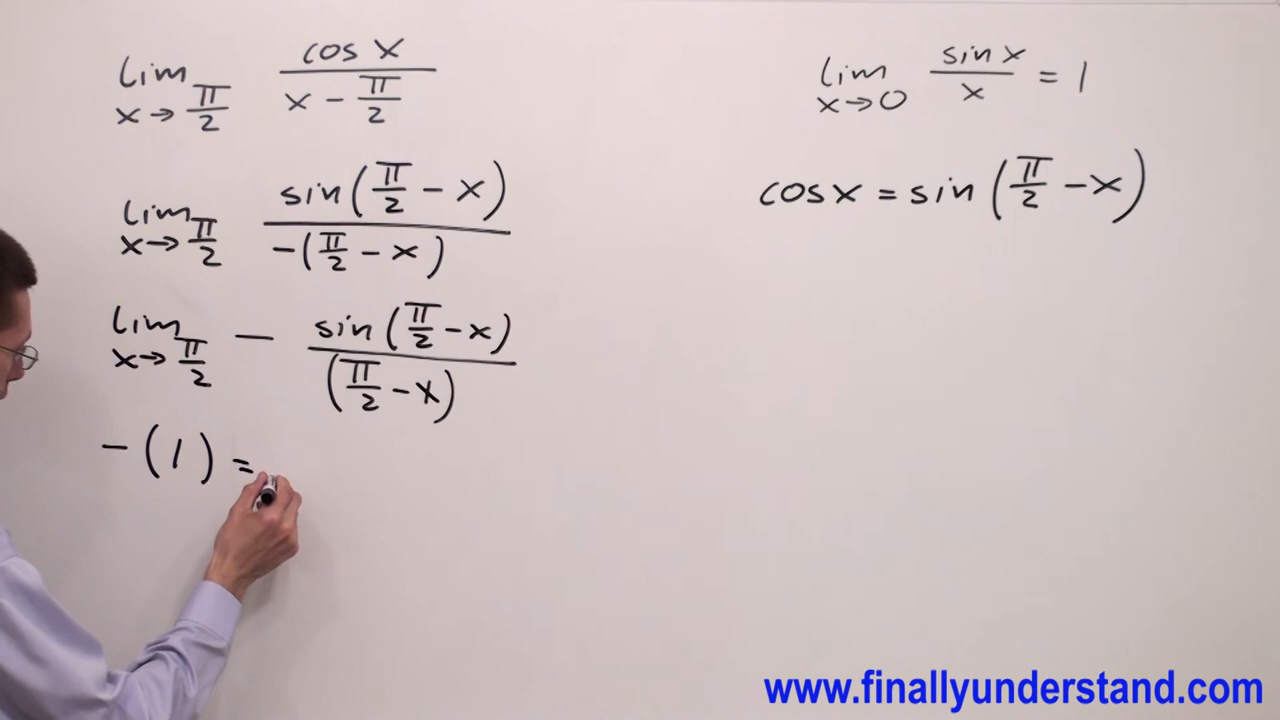 lim x→π/2 cos x / (x - π/2)
lim x→π/2 sin(π/2 - x) / -(π/2 - x)
lim x→π/2 - sin(π/2 - x) / (π/2 - x)
-(1) =
lim x→0 sin x / x = 1
cos x = sin(π/2 - x)
www.finallyunderstand.com